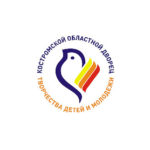 КОСТРОМСКОЙ ОБЛАСТНОЙ ДВОРЕЦ
ТВОРЧЕСТВА ДЕТЕЙ И МОЛОДЕЖИ